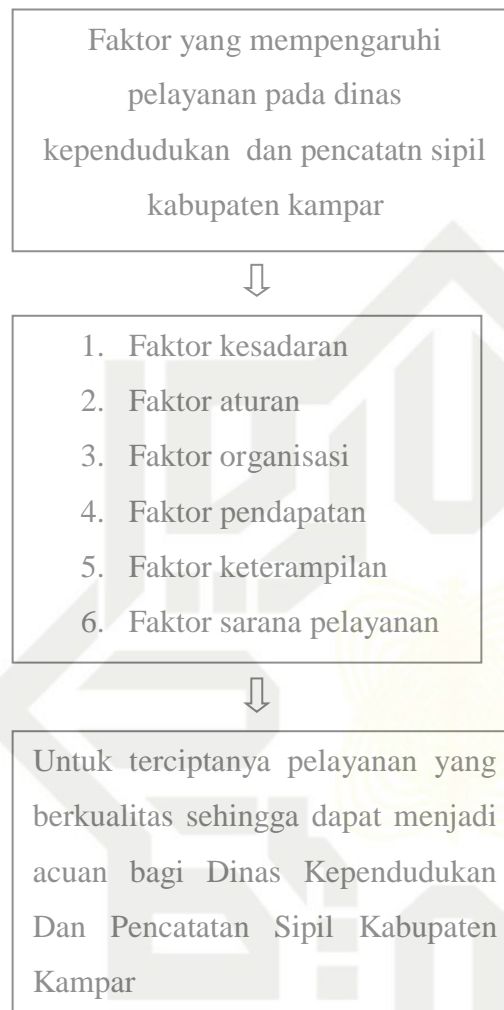 Faktor yang mempengaruhi
pelayanan pada dinas
kependudukan dan pencatatn sipil
kabupaten kampar
1. Faktor kesadaran
2. Faktor aturan
3. Faktor organisasi
4. Faktor pendapatan
5. Faktor keterampilan
6. Faktor sarana pelayanan
Untuk terciptanya pelayanan yang
berkualitas sehingga dapat menjadi
acuan bagi Dinas Kependudukan
Dan Pencatatan Sipil Kabupaten
Kampar